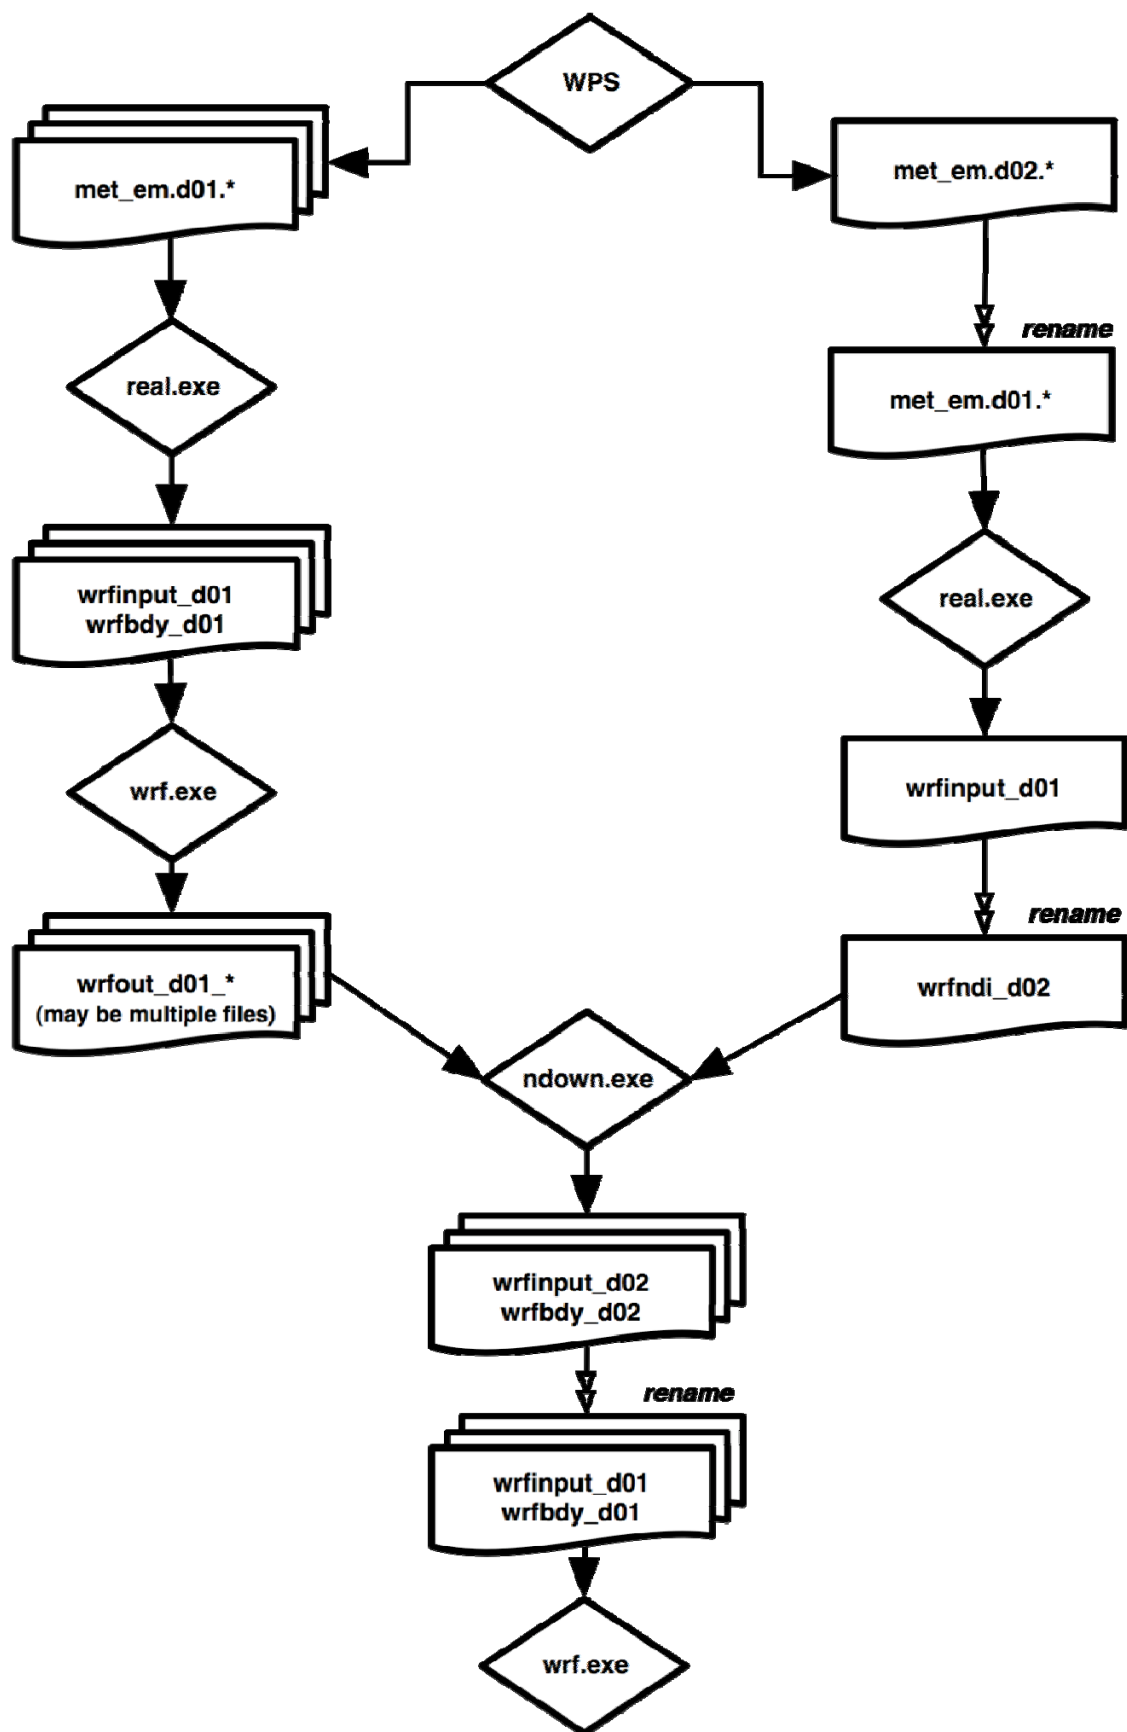 WPS
met_em.d01.*
met_em.d02.*
rename
met_em.d01.*
real.exe
real.exe
wrfinput_d01
wrfbdy_d01
wrf.exe
wrfinput_d01
rename
wrfout_d01_*
(may be multiple files)
wrfndi_d02
ndown.exe
wrfinput_d02
wrfbdy_d02
rename
wrfinput_d01
wrfbdy_d01
wrf.exe